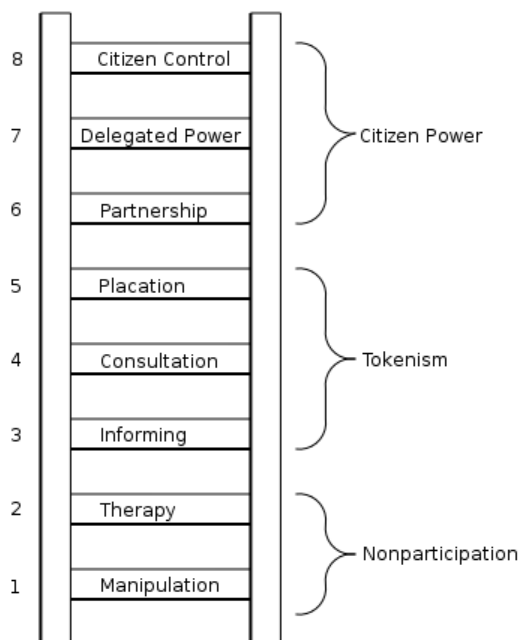 8 Citizen Control
7 Delegated Power Citizen Power
6 Partnership
5 Placation
4 Consultation Tokenism
3 Informing
2 Therapy
Nonparticipation
1 Manipulation